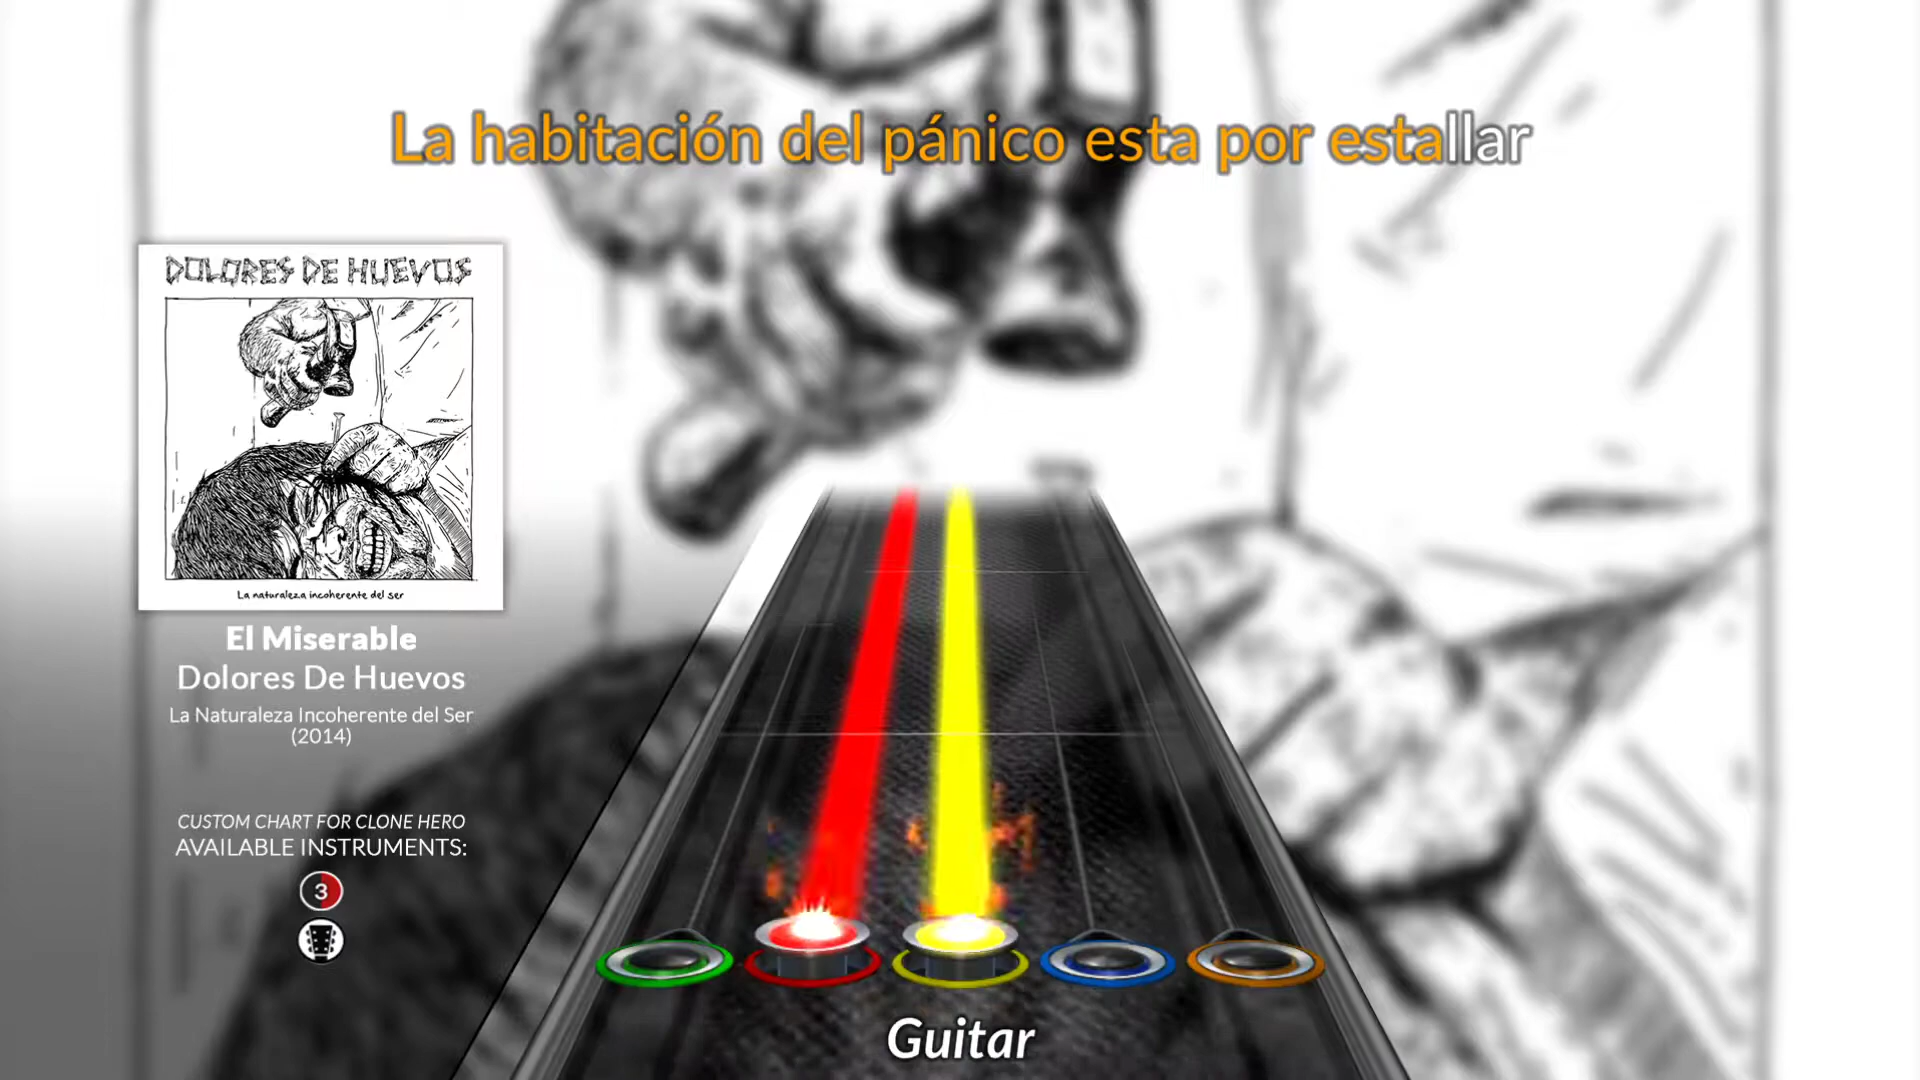 La habitación del pánico esta por estallar
DOLORES DE HUEVOS
La naturaleza incoherente del ser
El Miserable
Dolores De Huevos
La Naturaleza Incoherente del Ser
(2014)
CUSTOM CHART FOR CLONE HERO
AVAILABLE INSTRUMENTS:
3
Guitar